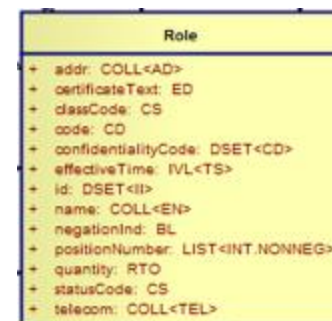 Role
+ addr: COLL<AD>
+ certificateText: ED
+ classCode: CS
+ code: CD
+ confidentialityCode: DSET<CD>
+ effectiveTime: IVL<TS>
+ id: DSET<II>
+ name: COLL<EN>
+ negationInd: BL
+ positionNumber: LIST<INT.NONNEG>
+ quantity: RTO
+ statusCode: CS
+ telecom: COLL<TEL>